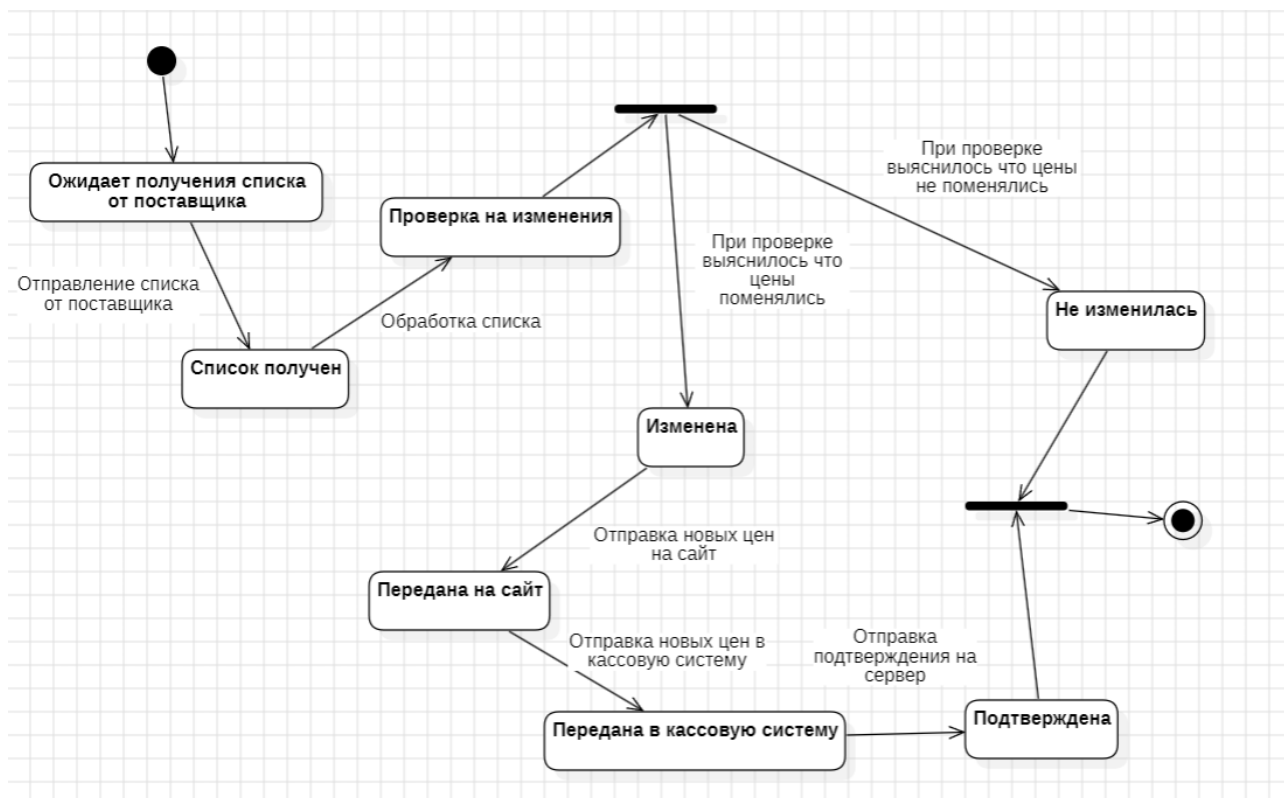 Ожидает получения списка
от поставщика
Отправление списка
от поставщика
Список получен
Обработка списка
Проверка на изменения
При проверке
выяснилось что цены
не поменялись
При проверке
выяснилось что
цены
поменялись
Не изменилась
Изменена
Отправка новых цен
на сайт
Передана на сайт
Отправка новых цен в
кассовую систему
Передана в кассовую систему
Отправка
подтверждения на
сервер
Подтверждена